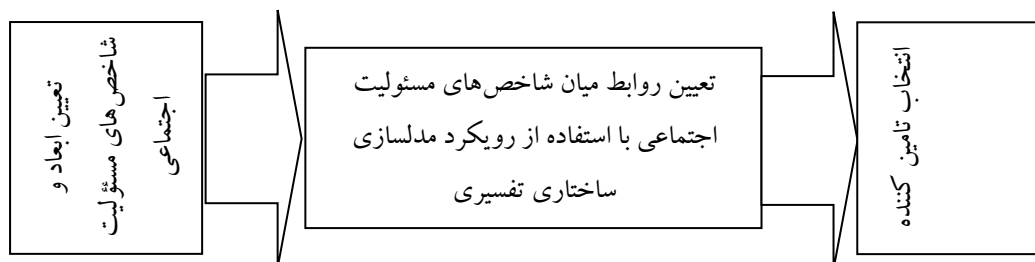 تعیین ابعاد و
شاخص‌های مسئولیت
اجتماعی
تعیین روابط میان شاخص‌های مسئولیت
اجتماعی با استفاده از رویکرد مدلسازی
ساختاری تفسیری
انتخاب تامین کننده